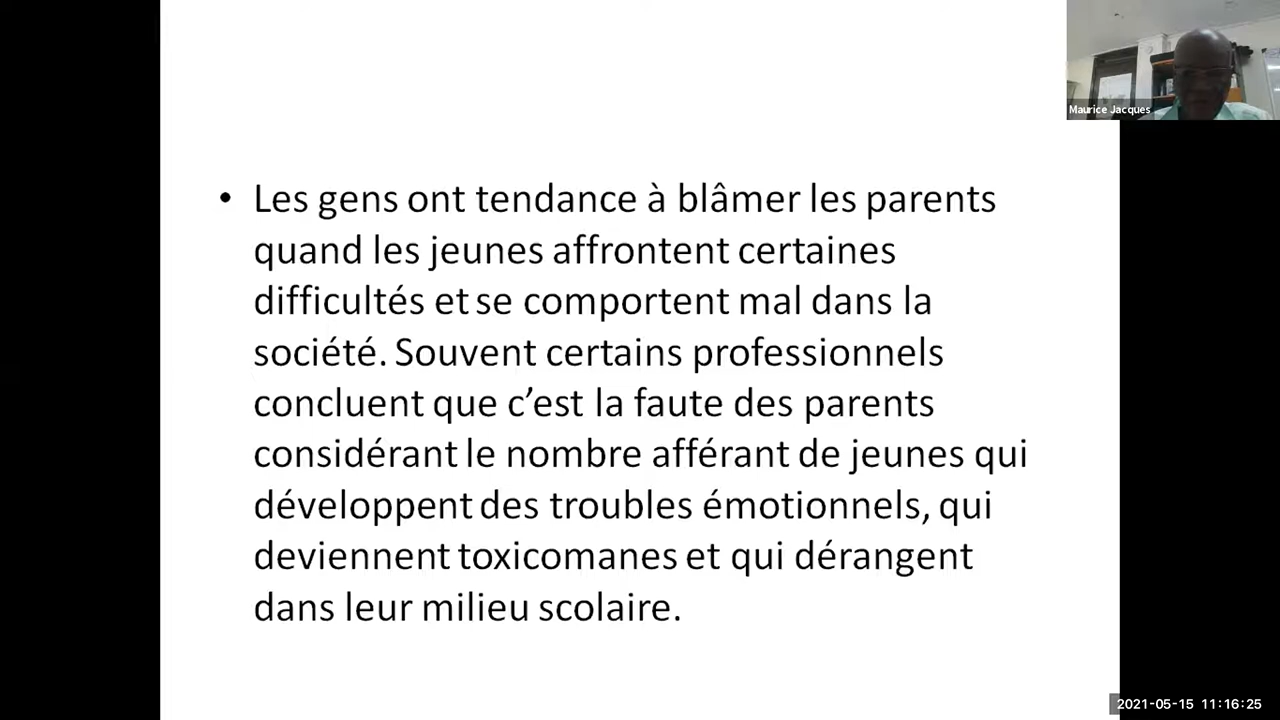 Maurice Jacques
• Les gens ont tendance à blâmer les parents
quand les jeunes affrontent certaines
difficultés et se comportent mal dans la
société. Souvent certains professionnels
concluent que c’est la faute des parents
considérant le nombre afférant de jeunes qui
développent des troubles émotionnels, qui
deviennent toxicomanes et qui dérangent
dans leur milieu scolaire.
2021-05-15 11:16:25